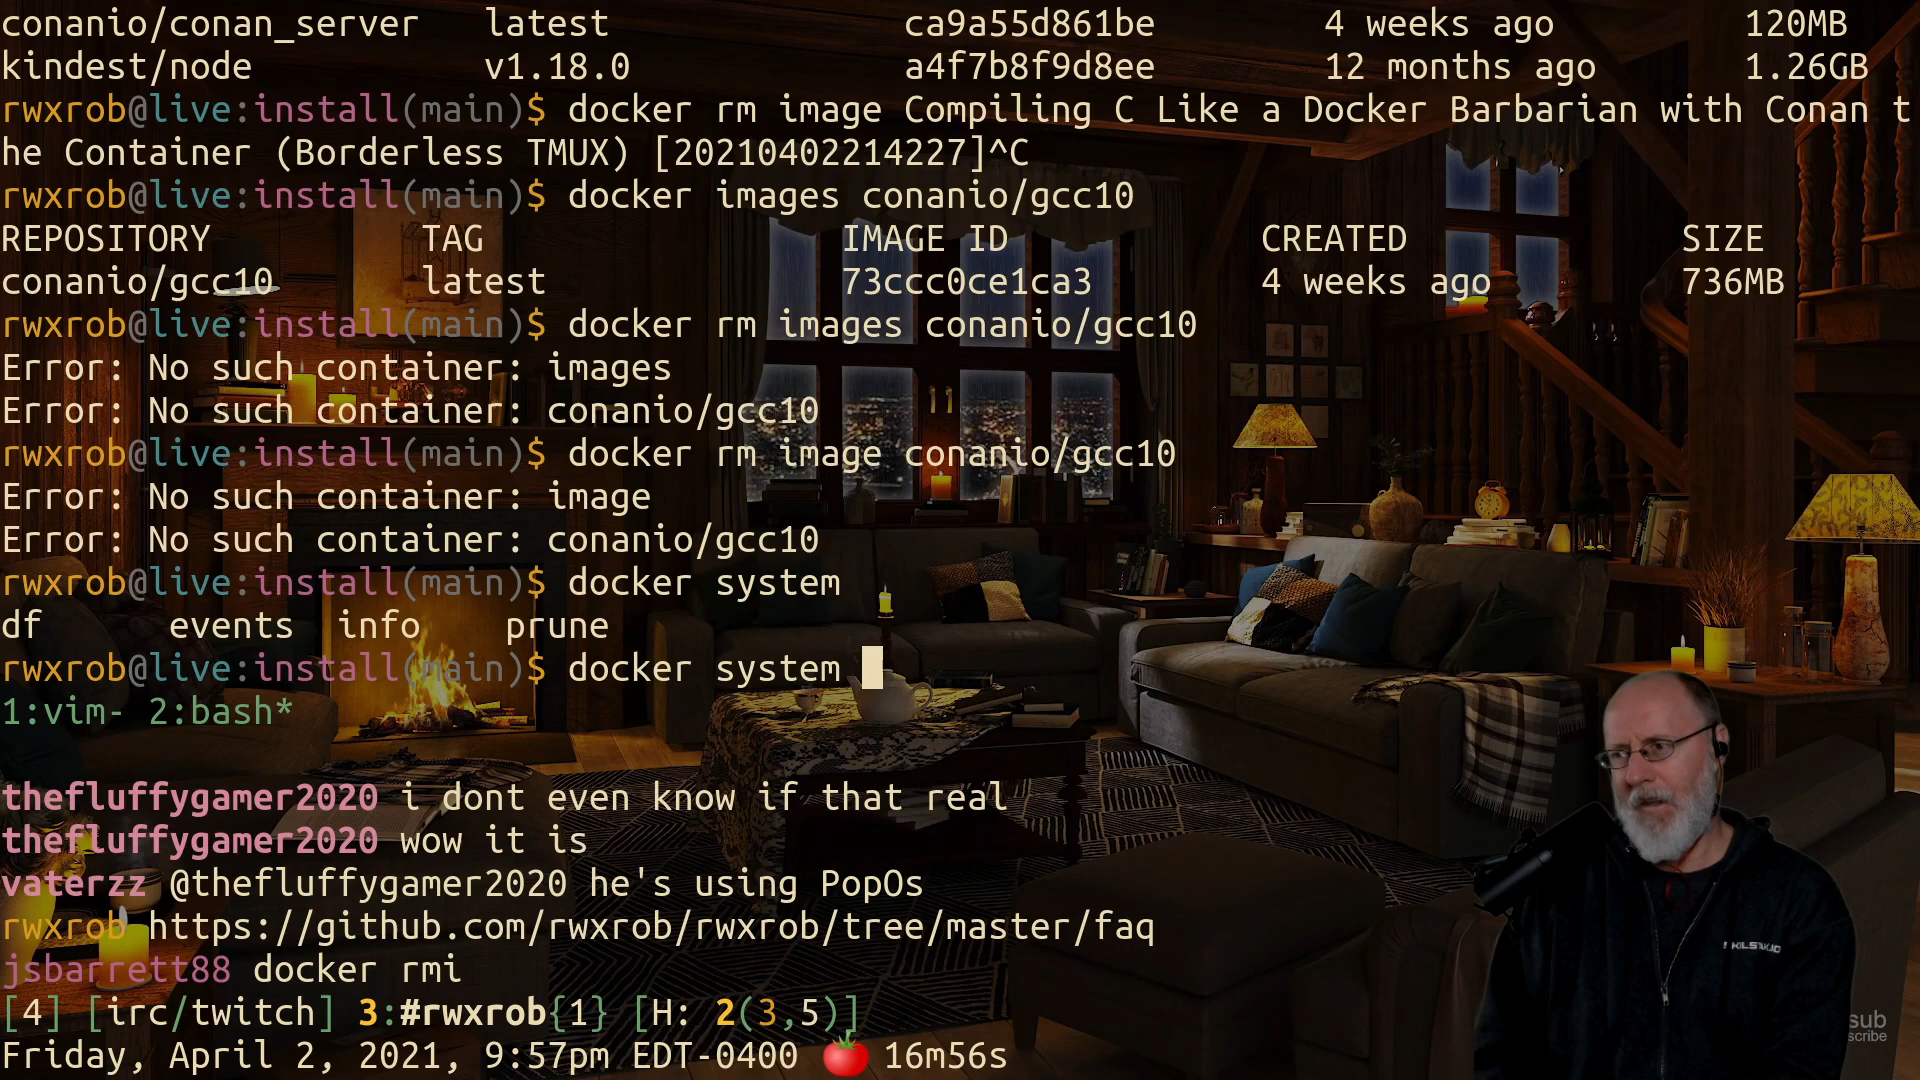 conanio/conan_server   latest              ca9a55d861be        4 weeks ago         120MB
kindest/node           v1.18.0             a4f7b8f9d8ee        12 months ago       1.26GB
rwxrob@live:install(main)$ docker rm image Compiling C Like a Docker Barbarian with Conan t
he Container (Borderless TMUX) [20210402214227]^C
rwxrob@live:install(main)$ docker images conanio/gcc10
REPOSITORY          TAG                 IMAGE ID            CREATED             SIZE
conanio/gcc10       latest              73ccc0ce1ca3        4 weeks ago         736MB
rwxrob@live:install(main)$ docker rm images conanio/gcc10
Error: No such container: images
Error: No such container: conanio/gcc10
rwxrob@live:install(main)$ docker rm image conanio/gcc10
Error: No such container: image
Error: No such container: conanio/gcc10
rwxrob@live:install(main)$ docker system
df      events  info    prune
rwxrob@live:install(main)$ docker system
1:vim- 2:bash*
thefluffygamer2020 i dont even know if that real
thefluffygamer2020 wow it is
vaterzz @thefluffygamer2020 he's using PopOs
rwxrob https://github.com/rwxrob/rwxrob/tree/master/faq
jsbarrett88 docker rmi
[4] [irc/twitch] 3:#rwxrob{1} [H: 2(3,5)]
Friday, April 2, 2021, 9:57pm EDT-0400 🍅 16m56s
sub
scribe